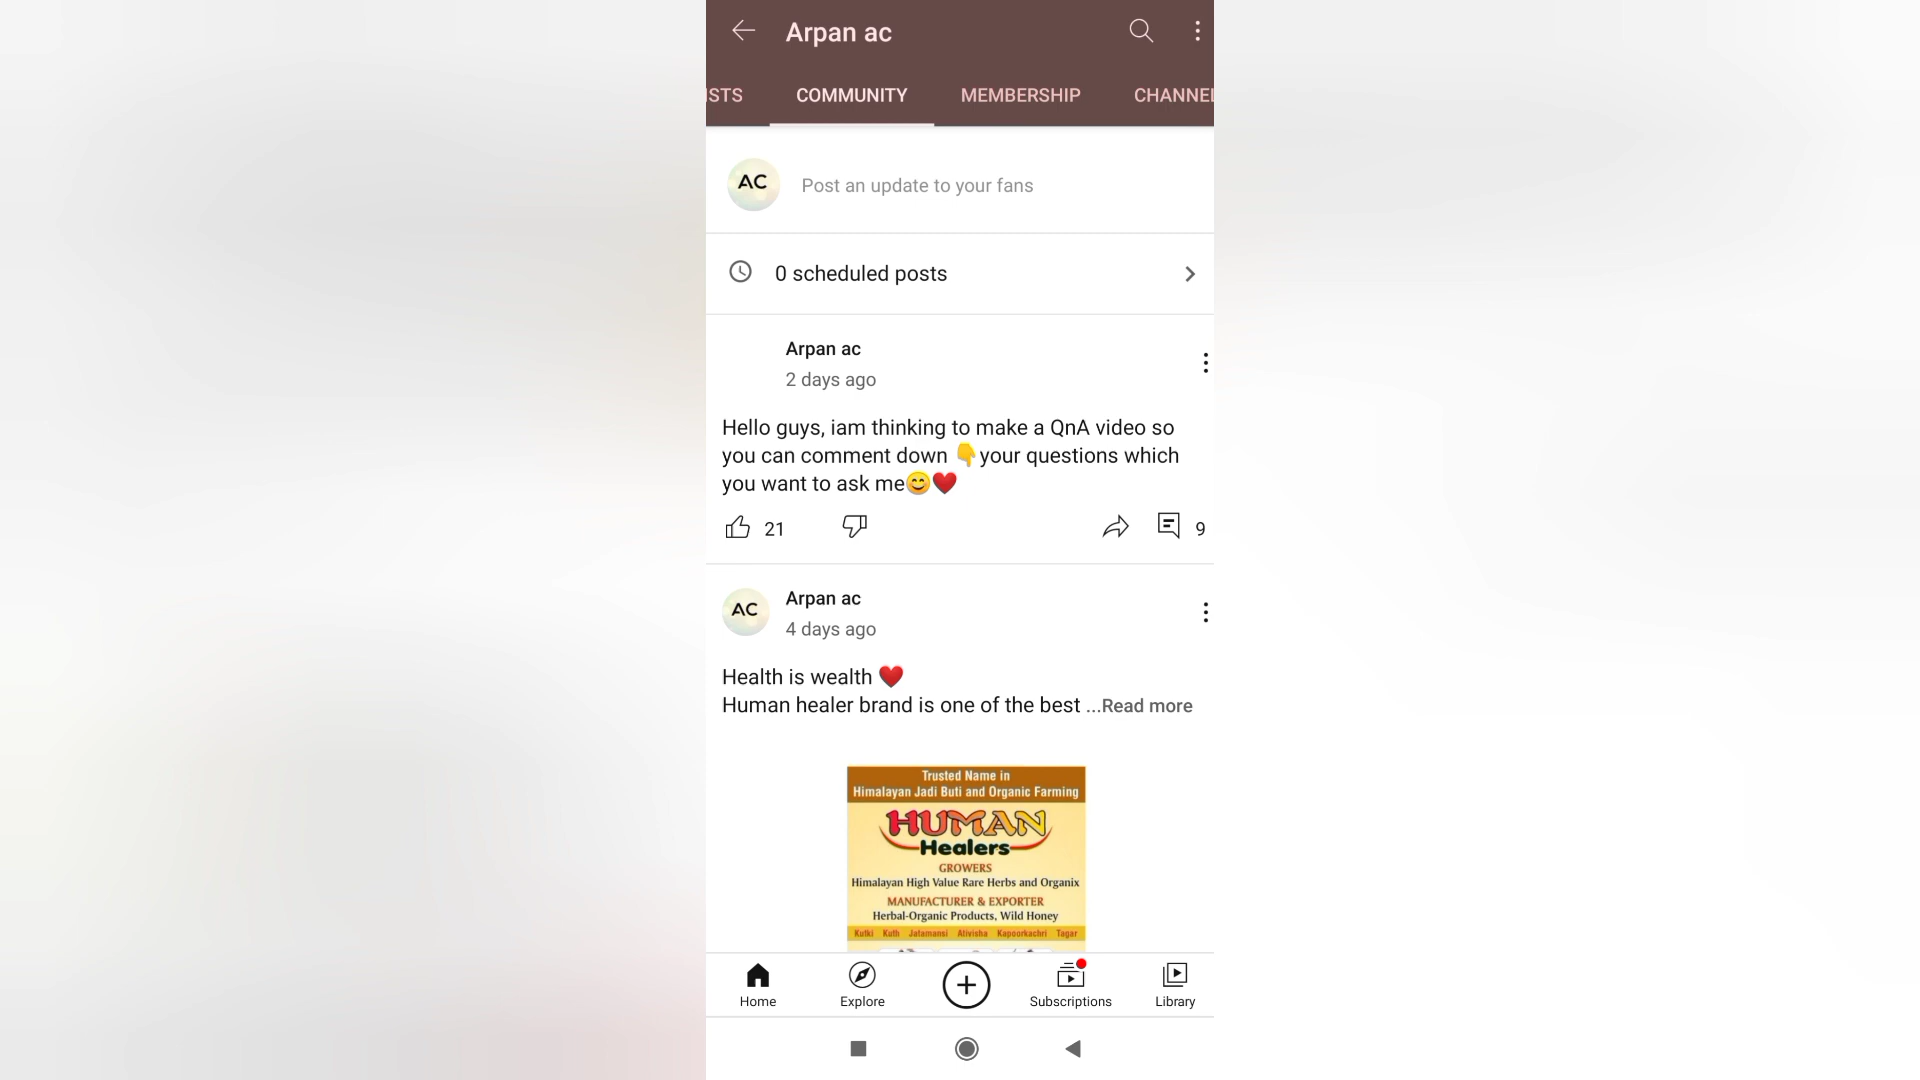 Arpan ac
ISTS COMMUNITY MEMBERSHIP CHANNEL
AC Post an update to your fans
0 scheduled posts
Arpan ac
2 days ago
Hello guys, iam thinking to make a QnA video so
you can comment down 👇your questions which
you want to ask me😊❤️
21 9
AC Arpan ac
4 days ago
Health is wealth ❤️
Human healer brand is one of the best ...Read more
Trusted Name in
Himalayan Jadi Buti and Organic Farming
HUMAN
Healers
GROWERS
Himalayan High Value Rare Herbs and Organix
MANUFACTURER & EXPORTER
Herbal-Organic Products, Wild Honey
Kutki Kuth Jatamansi Ativisha Kapoorkachri Tagar
Home Explore Subscriptions Library